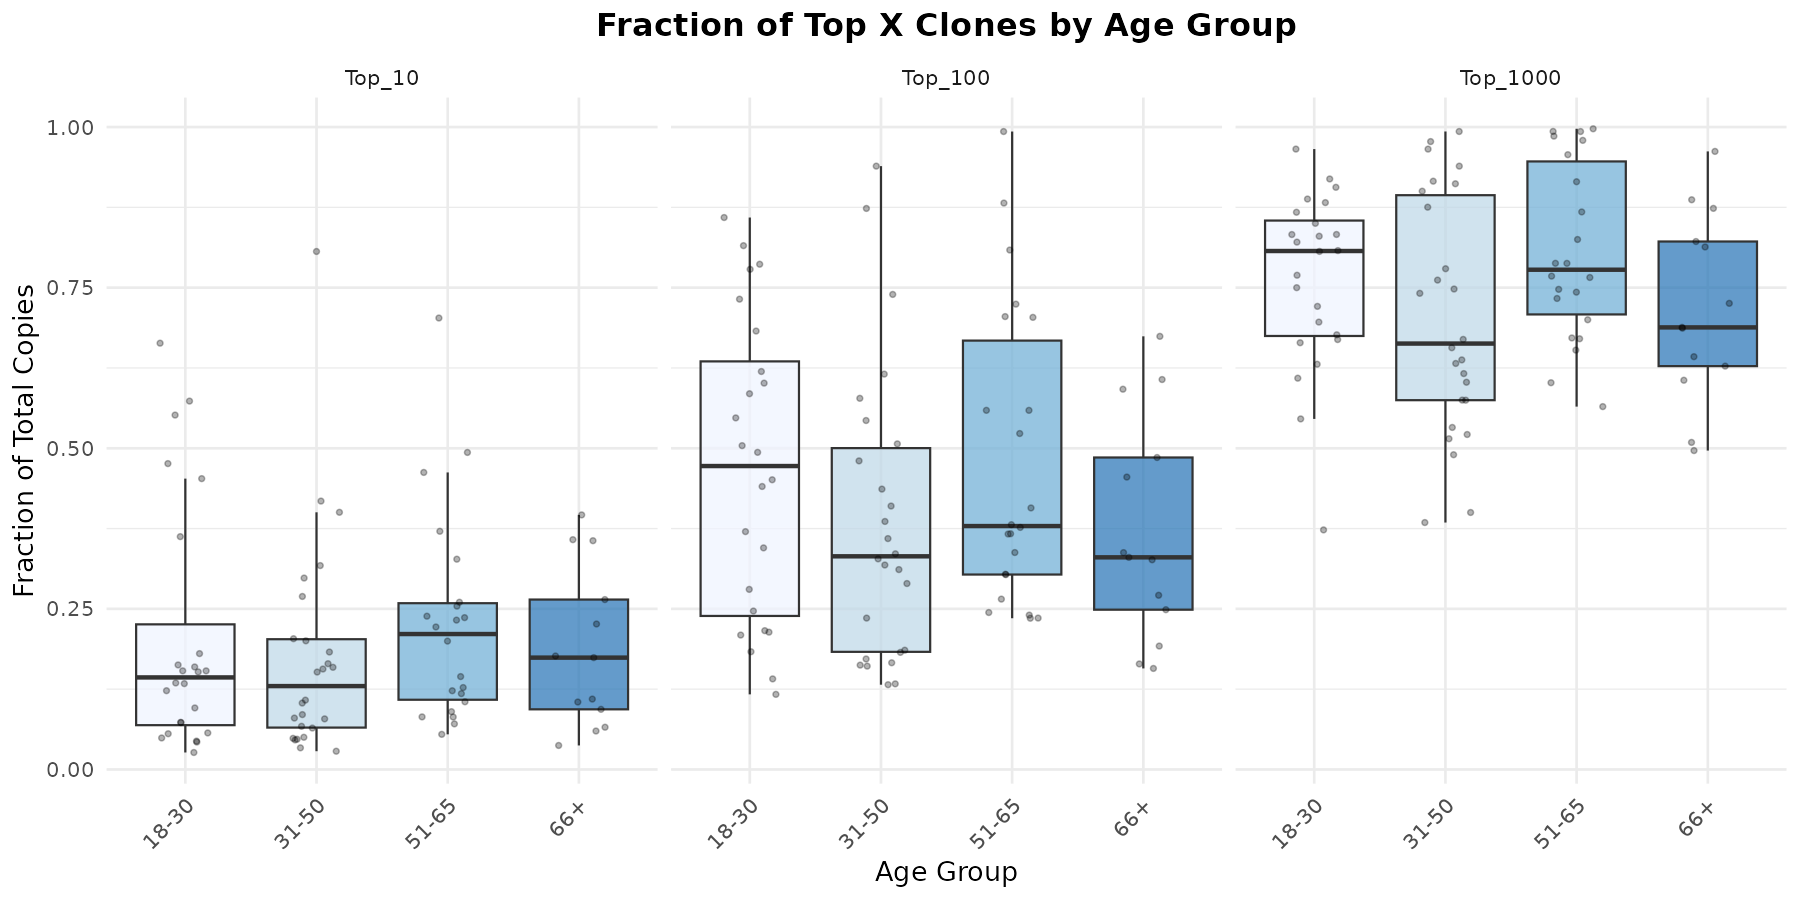 Fraction of Top X Clones by Age Group
Top_10
Top_100
Top_1000
Fraction of Total Copies
1.00
0.75
0.50
0.25
0.00
18-30
31-50
51-65
66+
18-30
31-50
51-65
66+
18-30
31-50
51-65
66+
Age Group